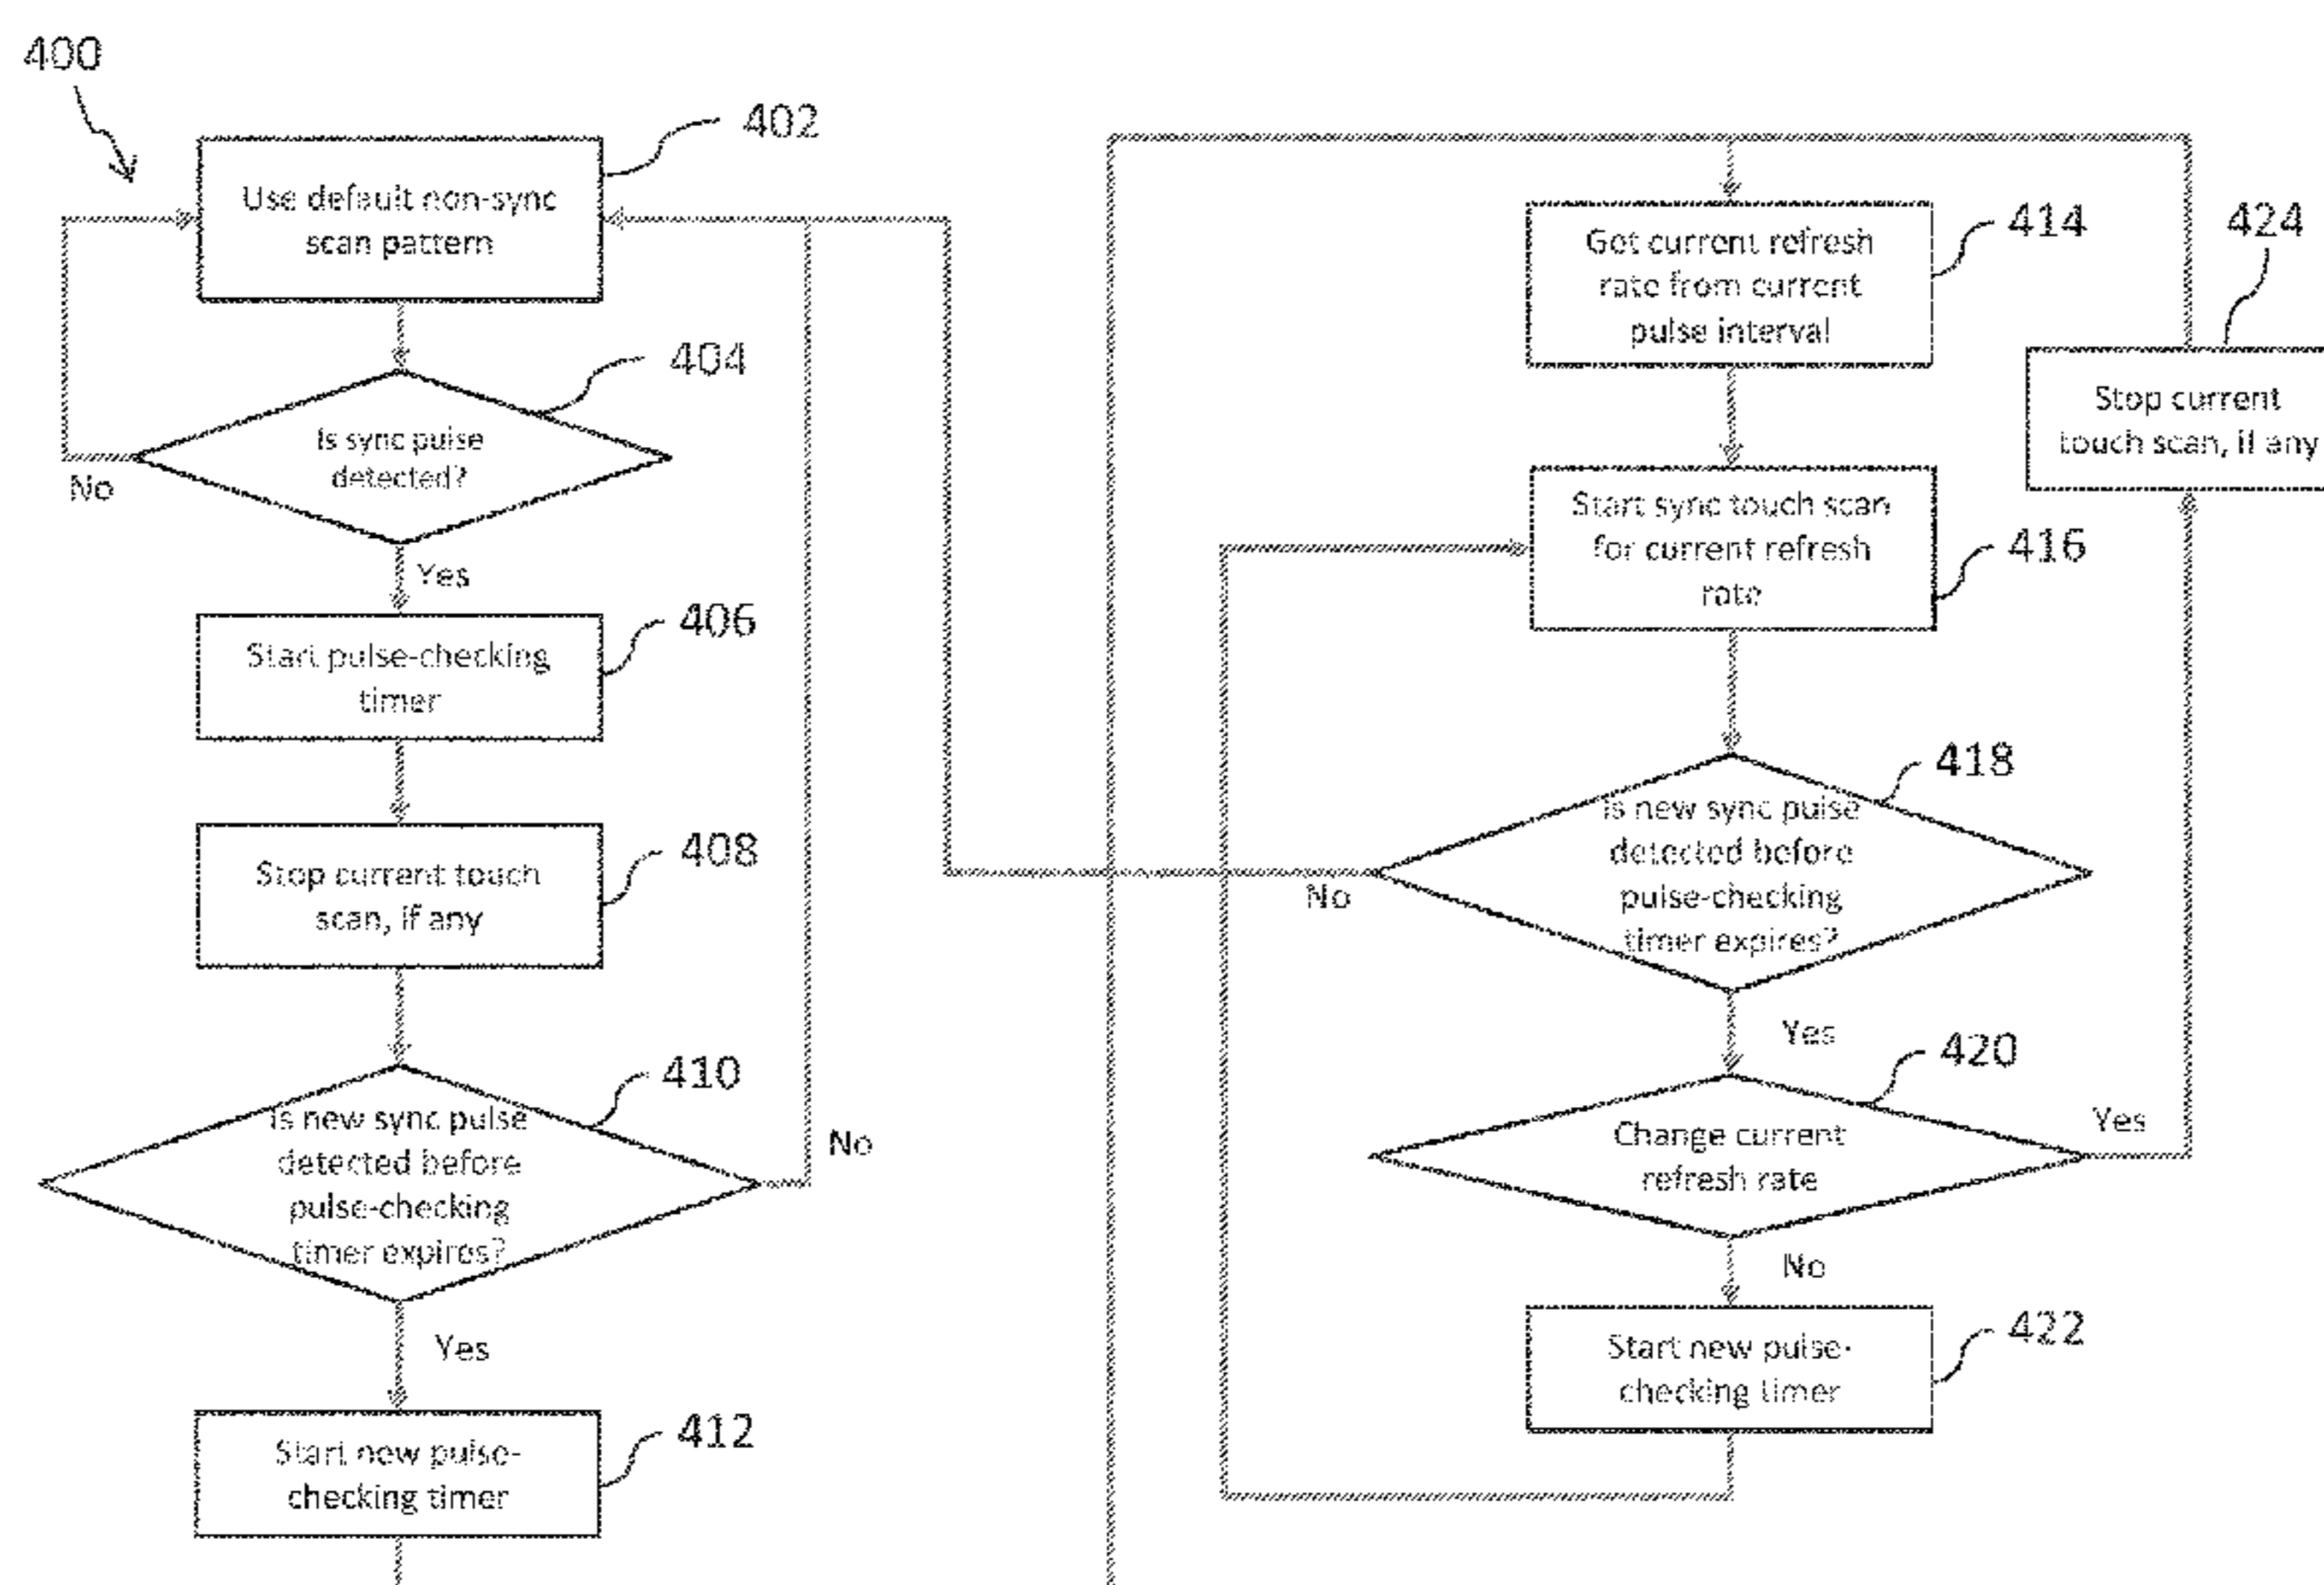 400
402
Use default non-sync
scan pattern
404
Is sync pulse
detected?
No
Yes
406
Start pulse-checking
timer
408
Stop current touch
scan, if any
410
Is new sync pulse
detected before
pulse-checking
timer expires?
No
Yes
412
Start new pulse-
checking timer
414
Get current refresh
rate from current
pulse interval
424
Stop current
touch scan, if any
416
Start sync touch scan
for current refresh
rate
418
Is new sync pulse
detected before
pulse-checking
timer expires?
No
Yes
420
Change current
refresh rate
Yes
No
422
Start new pulse-
checking timer